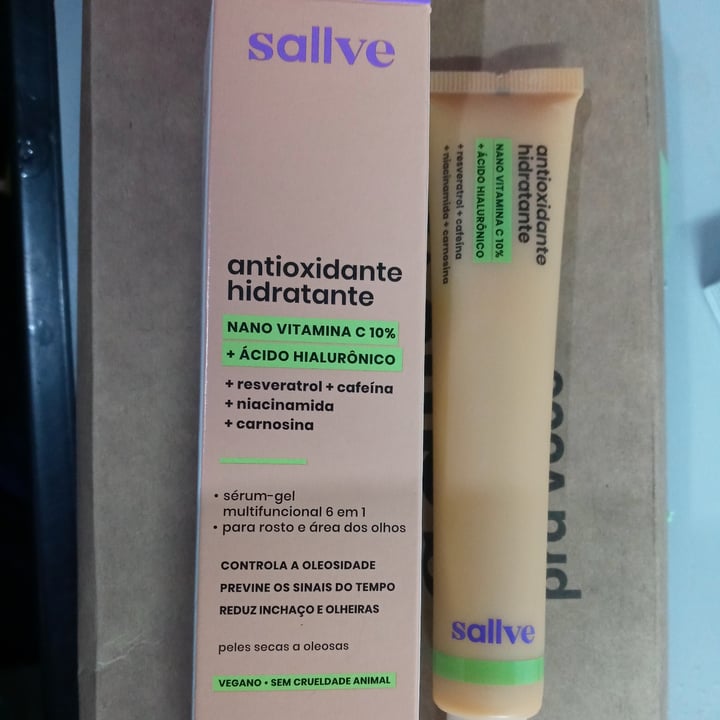 sallve
antioxidante
hidratante
NANO VITAMINA C 10%
+ ÁCIDO HIALURÔNICO
+ resveratrol + cafeína
+ niacinamida
+ carnosina
• sérum-gel
multifuncional 6 em 1
• para rosto e área dos olhos
CONTROLA A OLEOSIDADE
PREVINE OS SINAIS DO TEMPO
REDUZ INCHAÇO E OLHEIRAS
peles secas a oleosas
VEGANO • SEM CRUELDADE ANIMAL
antioxidante
hidratante
NANO VITAMINA C 10%
+ ÁCIDO HIALURÔNICO
+ resveratrol + cafeína
+ niacinamida + carnosina
sallve
pra você